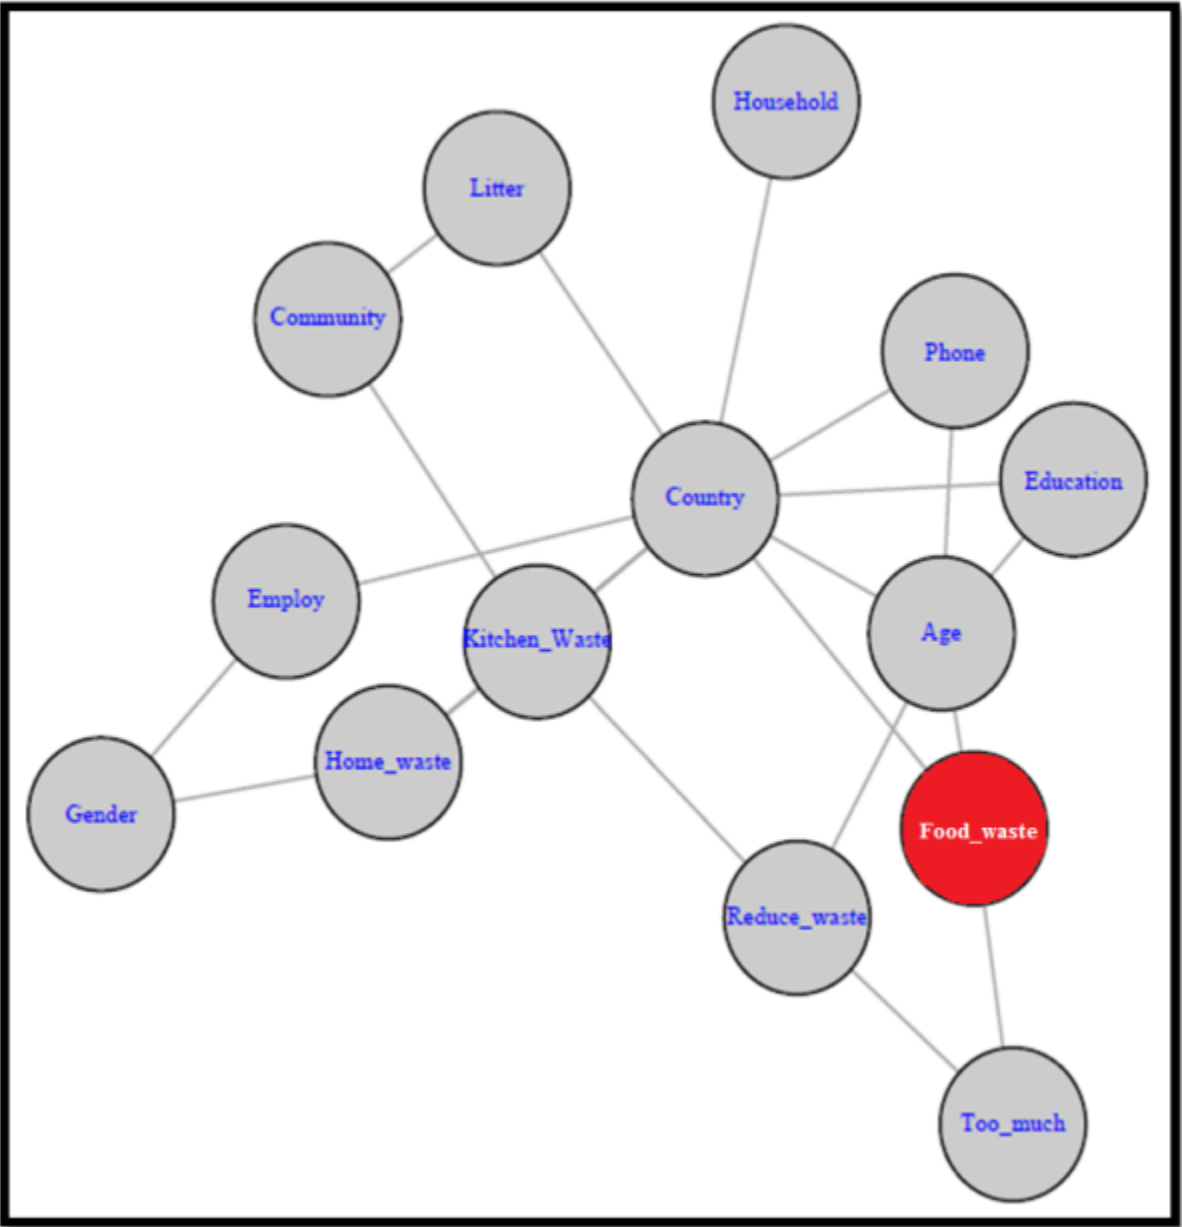 Household
Litter
Community
Phone
Education
Country
Employ
Age
Kitchen_Waste
Home_waste
Gender
Food_waste
Reduce_waste
Too_much